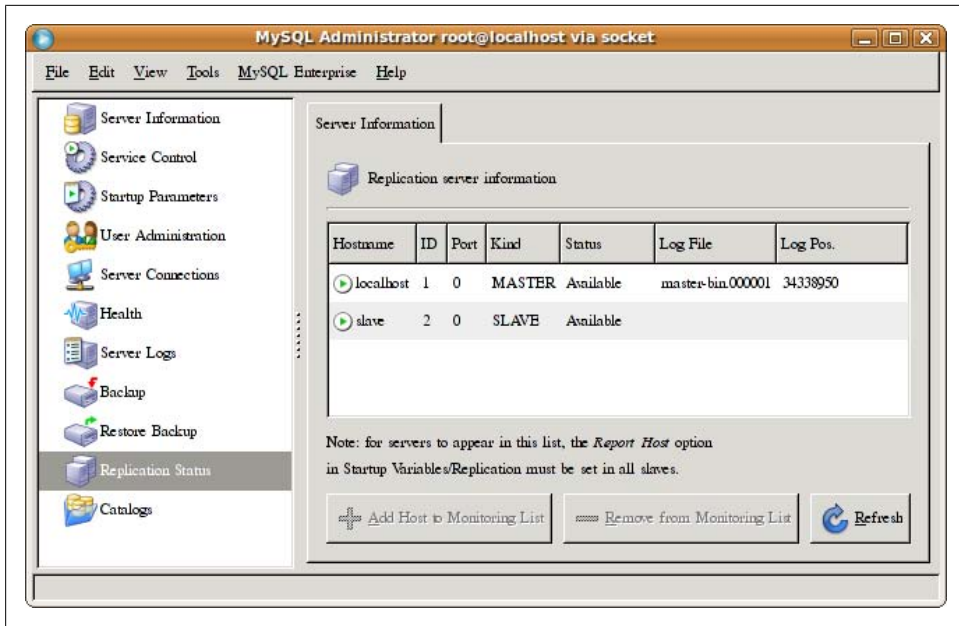 MySQL Administrator root@localhost via socket
File Edit View Tools MySQL Enterprise Help
Server Information
Service Control
Startup Parameters
User Administration
Server Connections
Health
Server Logs
Backup
Restore Backup
Replication Status
Catalogs
Server Information
Replication server information
Hostname ID Port Kind Status Log File Log Pos.
localhost 1 0 MASTER Available master-bin.000001 34338950
slave 2 0 SLAVE Available
Note: for servers to appear in this list, the Report Host option
in Startup Variables/Replication must be set in all slaves.
Add Host to Monitoring List Remove from Monitoring List Refresh